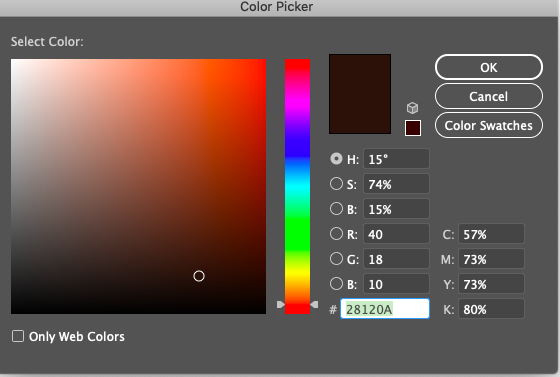 Color Picker
Select Color:
OK
Cancel
Color Swatches
H: 15°
S: 74%
B: 15%
R: 40 C: 57%
G: 18 M: 73%
B: 10 Y: 73%
# 28120A K: 80%
Only Web Colors